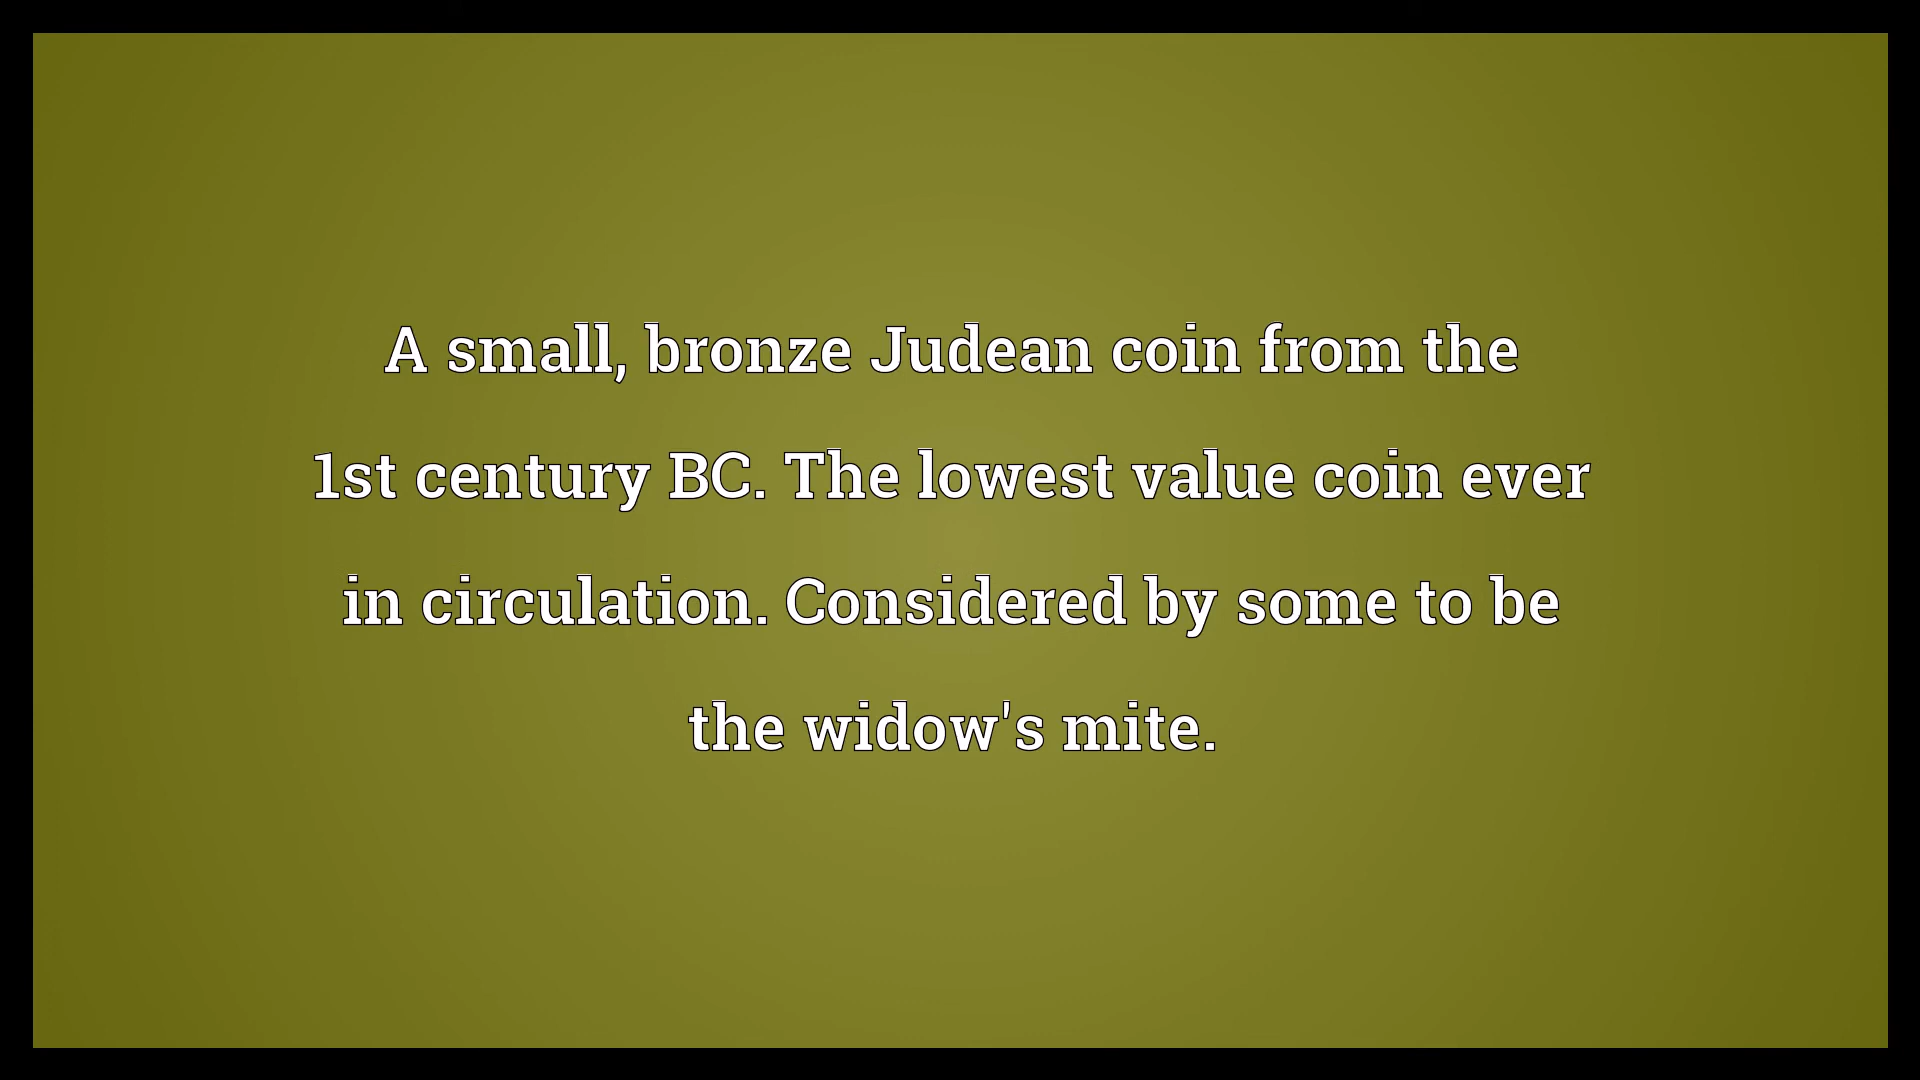 A small, bronze Judean coin from the
1st century BC. The lowest value coin ever
in circulation. Considered by some to be
the widow's mite.